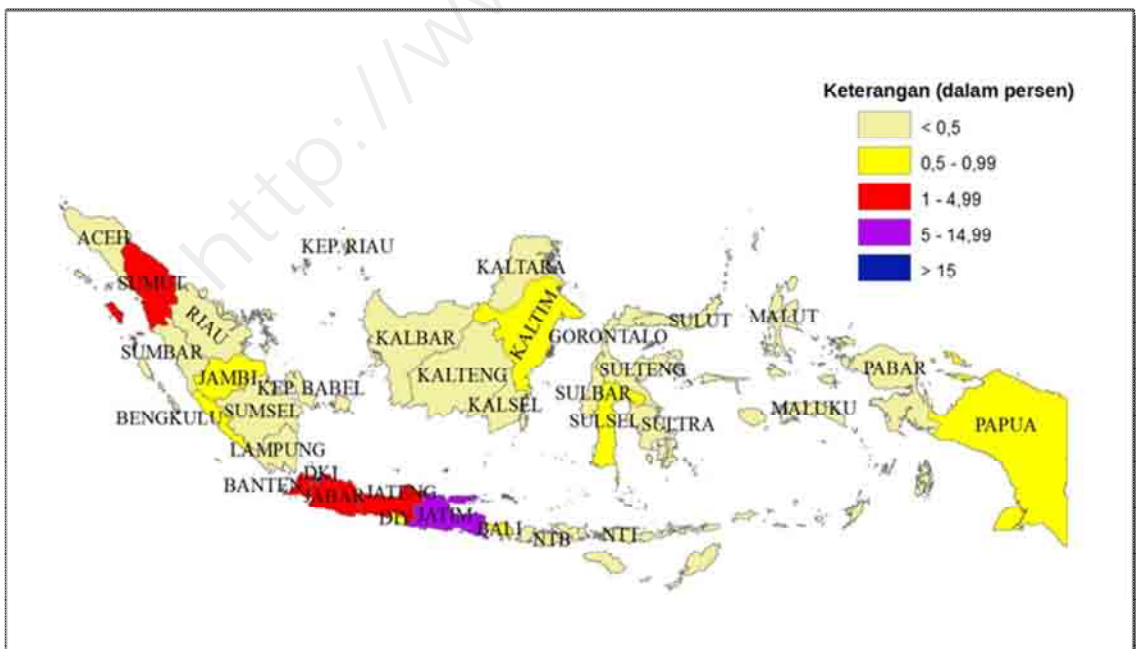 http://w
Keterangan (dalam persen)
< 0,5
0,5 - 0,99
1 - 4,99
5 - 14,99
> 15
ACEH
SUMUT
KEP. RIAU
RIAU
SUMBAR
JAMBI
KEP. BABEL
BENGKULU
SUMSEL
LAMPUNG
BANTEN
DKI
JABAR
JATENG
DIY
JATIM
BALI
NTB
NTT
KALTARA
KALBAR
KALTIM
KALTENG
KALSEL
GORONTALO
SULUT
SULTENG
SULBAR
SULSEL
SULTRA
MALUT
MALUKU
PABAR
PAPUA